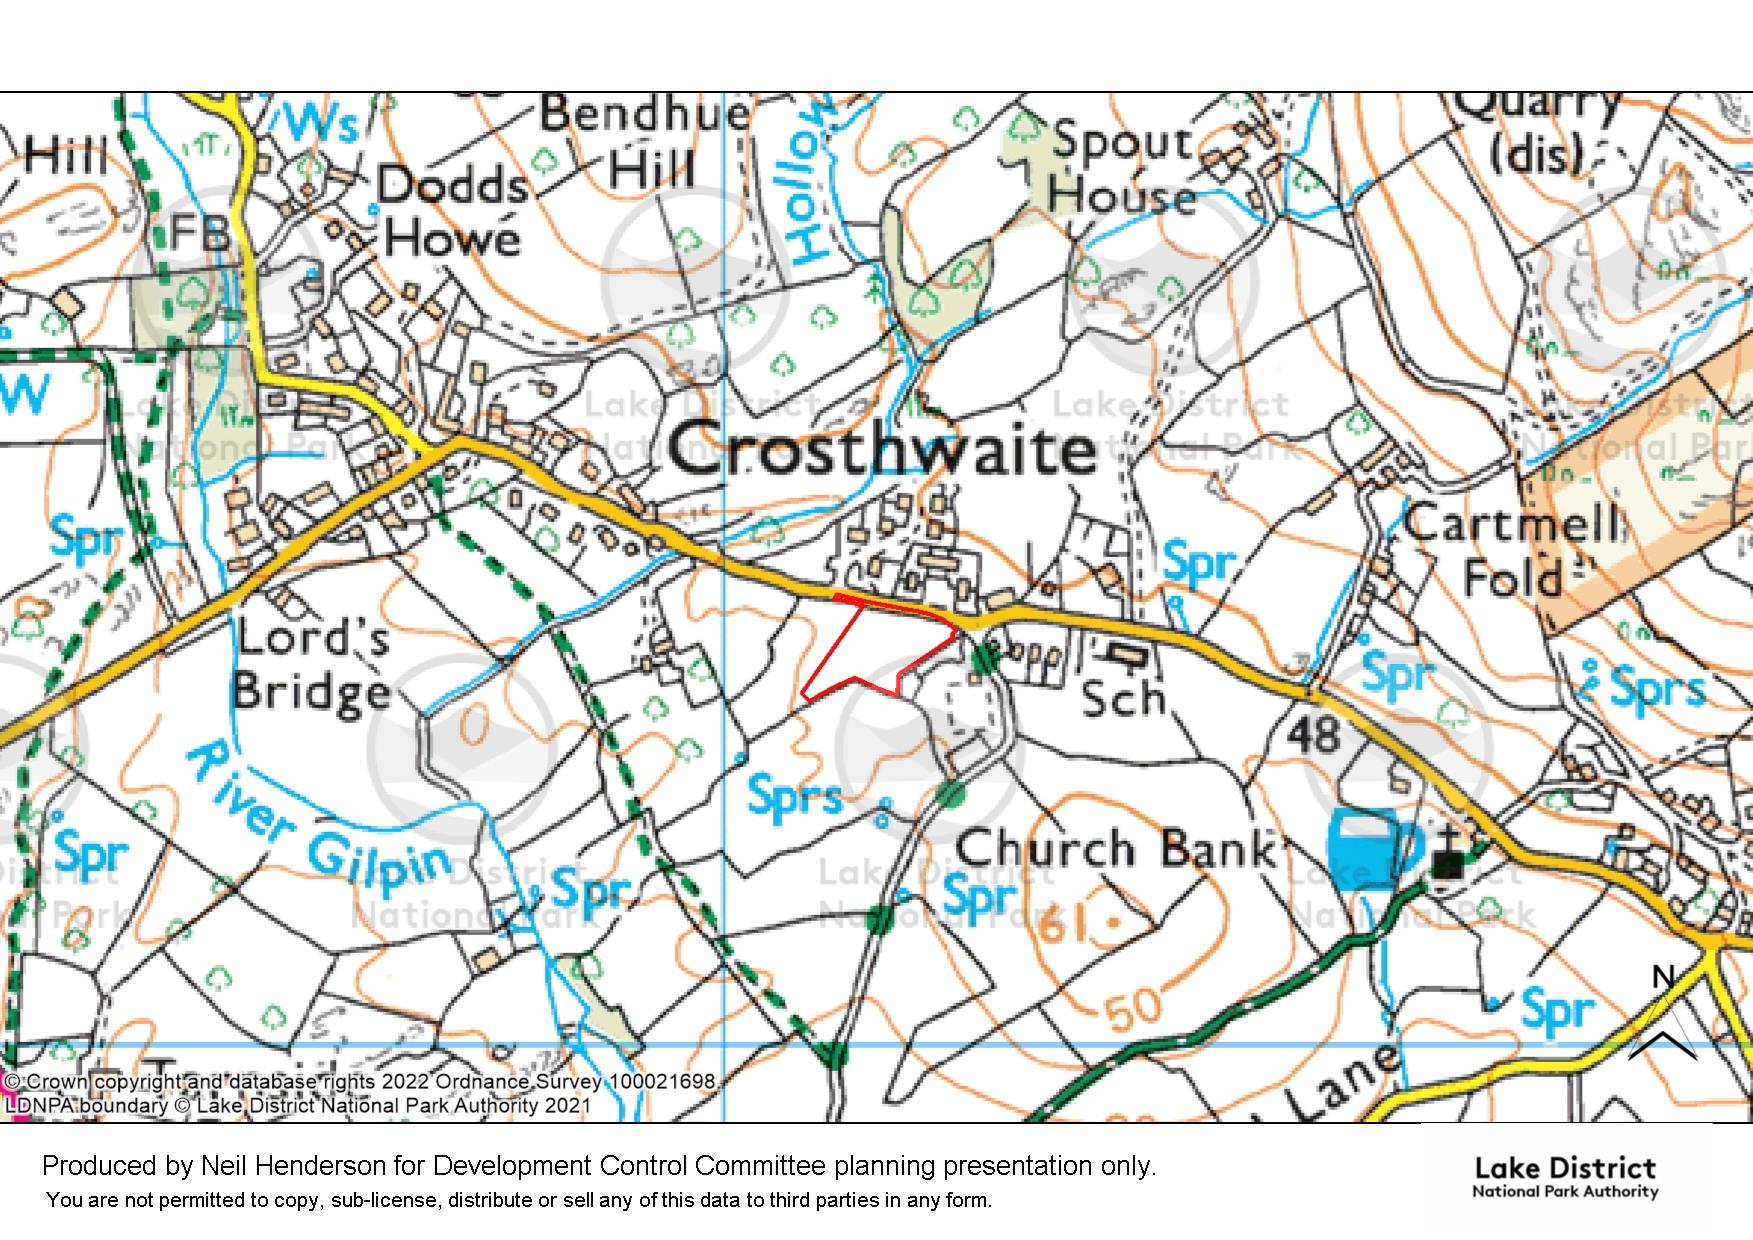 Hill
Ws
Bendhue
Hill
Dodds
Howe
FB
Hollow
Spout
House
Quarry
(dis)
W
Crosthwaite
Spr
Spr
Cartmell
Fold
Lord's
Bridge
Sch
48
Spr
Sprs
River Gilpin
Spr
Sprs
Spr
Spr
Church Bank
61
50
Spr
N
Lane
Lake District
National Park
© Crown copyright and database rights 2022 Ordnance Survey 100021698.
LDNPA boundary © Lake District National Park Authority 2021
Produced by Neil Henderson for Development Control Committee planning presentation only.
You are not permitted to copy, sub-license, distribute or sell any of this data to third parties in any form.
Lake District
National Park Authority